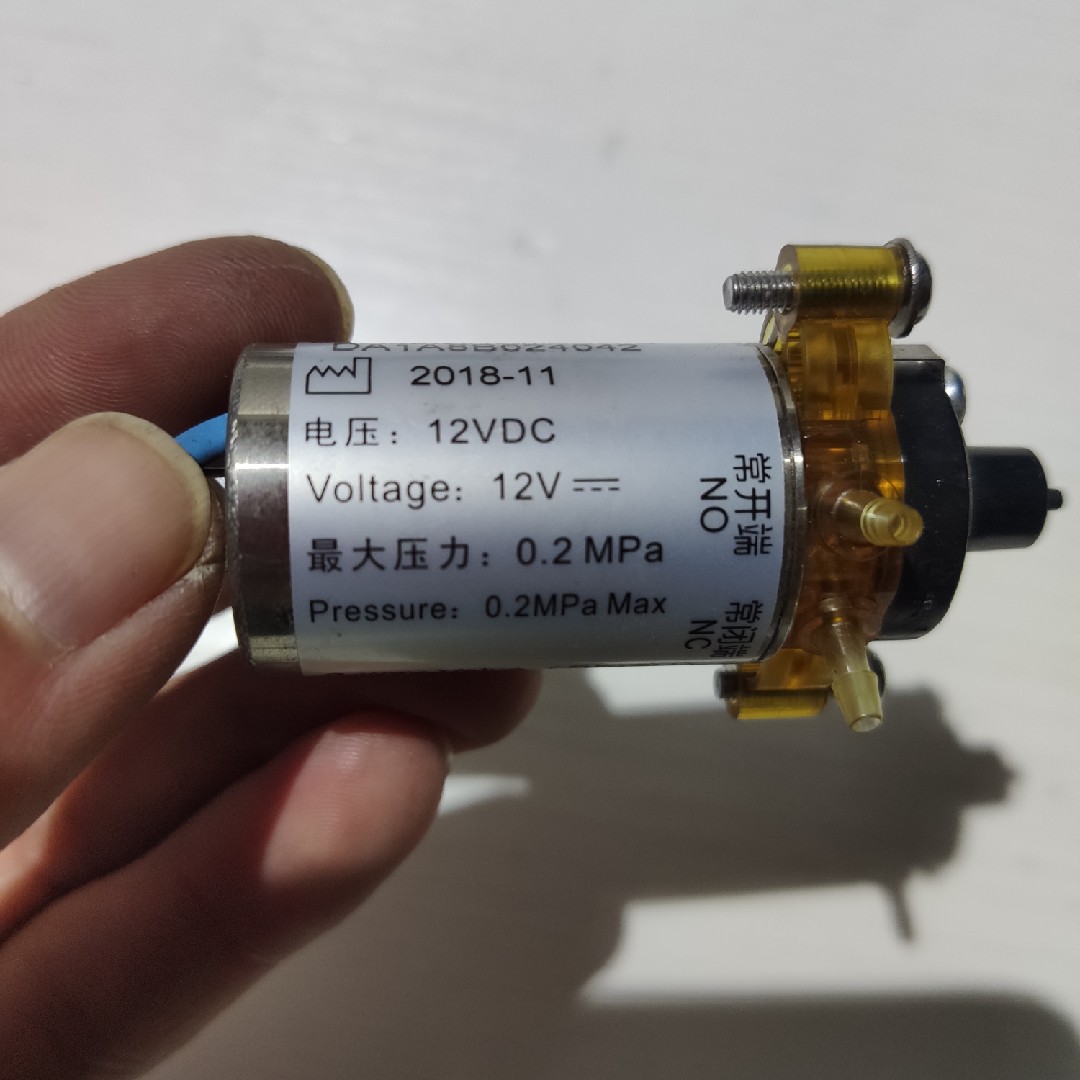 DA1A8B024042
2018-11
电压：12VDC
Voltage：12V
最大压力：0.2 MPa
Pressure：0.2MPa Max
常开端
NO
常闭端
NC